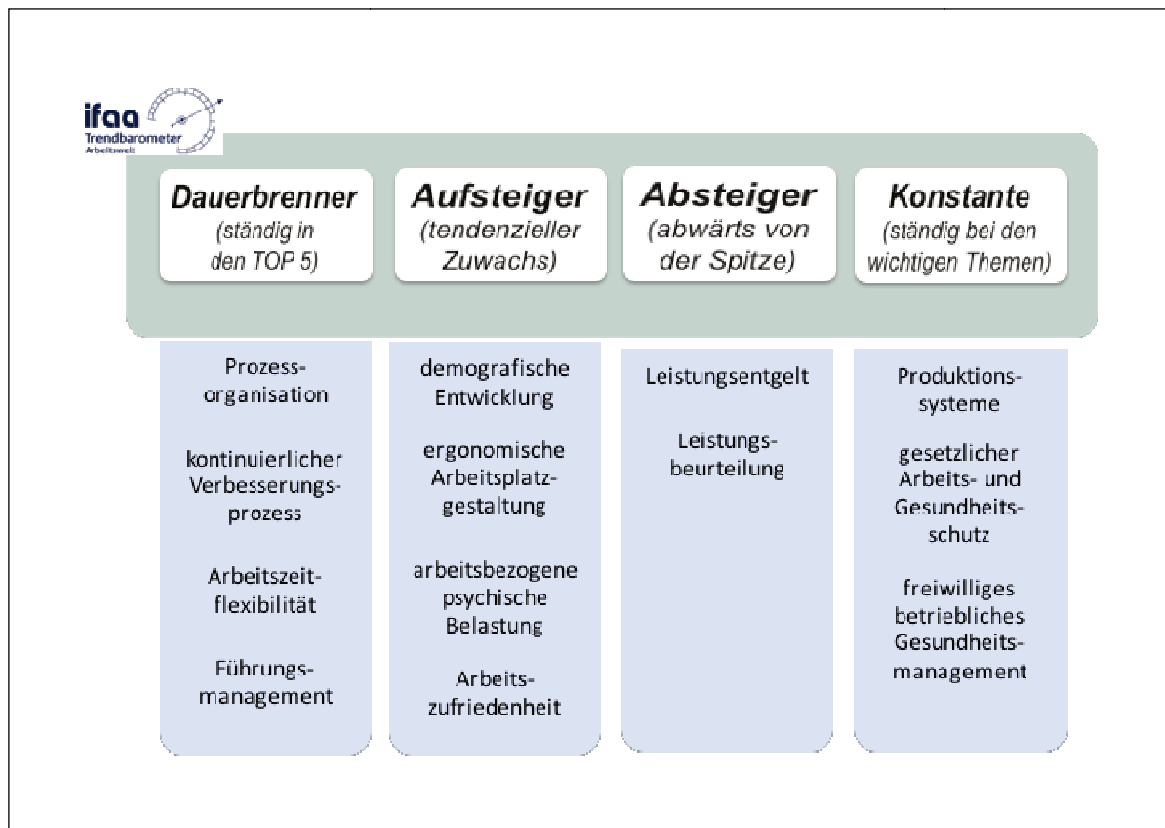 ifaa
Trendbarometer
Arbeitswelt
Dauerbrenner
(ständig in
den TOP 5)
Prozess-
organisation
kontinuierlicher
Verbesserungs-
prozess
Arbeitszeit-
flexibilität
Führungs-
management
Aufsteiger
(tendenzieller
Zuwachs)
demografische
Entwicklung
ergonomische
Arbeitsplatz-
gestaltung
arbeitsbezogene
psychische
Belastung
Arbeits-
zufriedenheit
Absteiger
(abwärts von
der Spitze)
Leistungsentgelt
Leistungs-
beurteilung
Konstante
(ständig bei den
wichtigen Themen)
Produktions-
systeme
gesetzlicher
Arbeits- und
Gesundheits-
schutz
freiwilliges
betriebliches
Gesundheits-
management